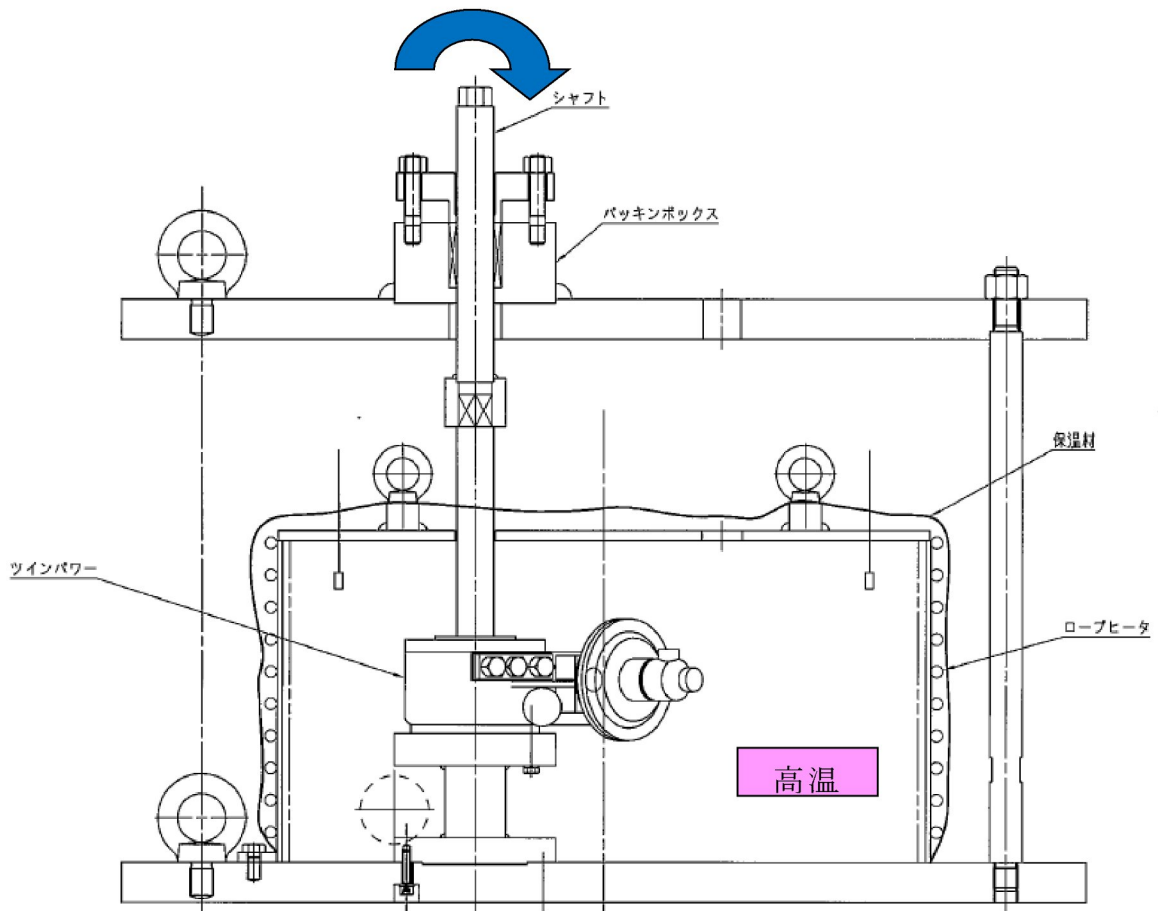 シャフト
パッキンボックス
保温材
ツインパワー
ロープヒータ
高温